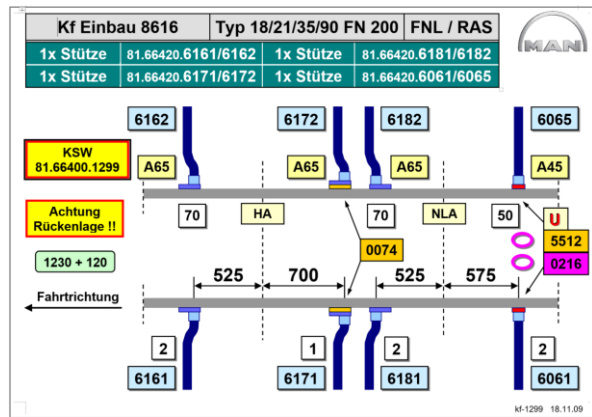 Kf Einbau 8616 Typ 18/21/35/90 FN 200 FNL / RAS
MAN
1x Stütze 81.66420.6161/6162 1x Stütze 81.66420.6181/6182
1x Stütze 81.66420.6171/6172 1x Stütze 81.66420.6061/6065
6162 6172 6182 6065
KSW
81.66400.1299
A65 A65 A65 A45
Achtung
Rückenlage !!
70 HA 70 NLA 50 U
5512
0074
0216
1230 + 120
525 700 525 575
Fahrtrichtung
2 1 2 2
6161 6171 6181 6061
kf-1299 18.11.09